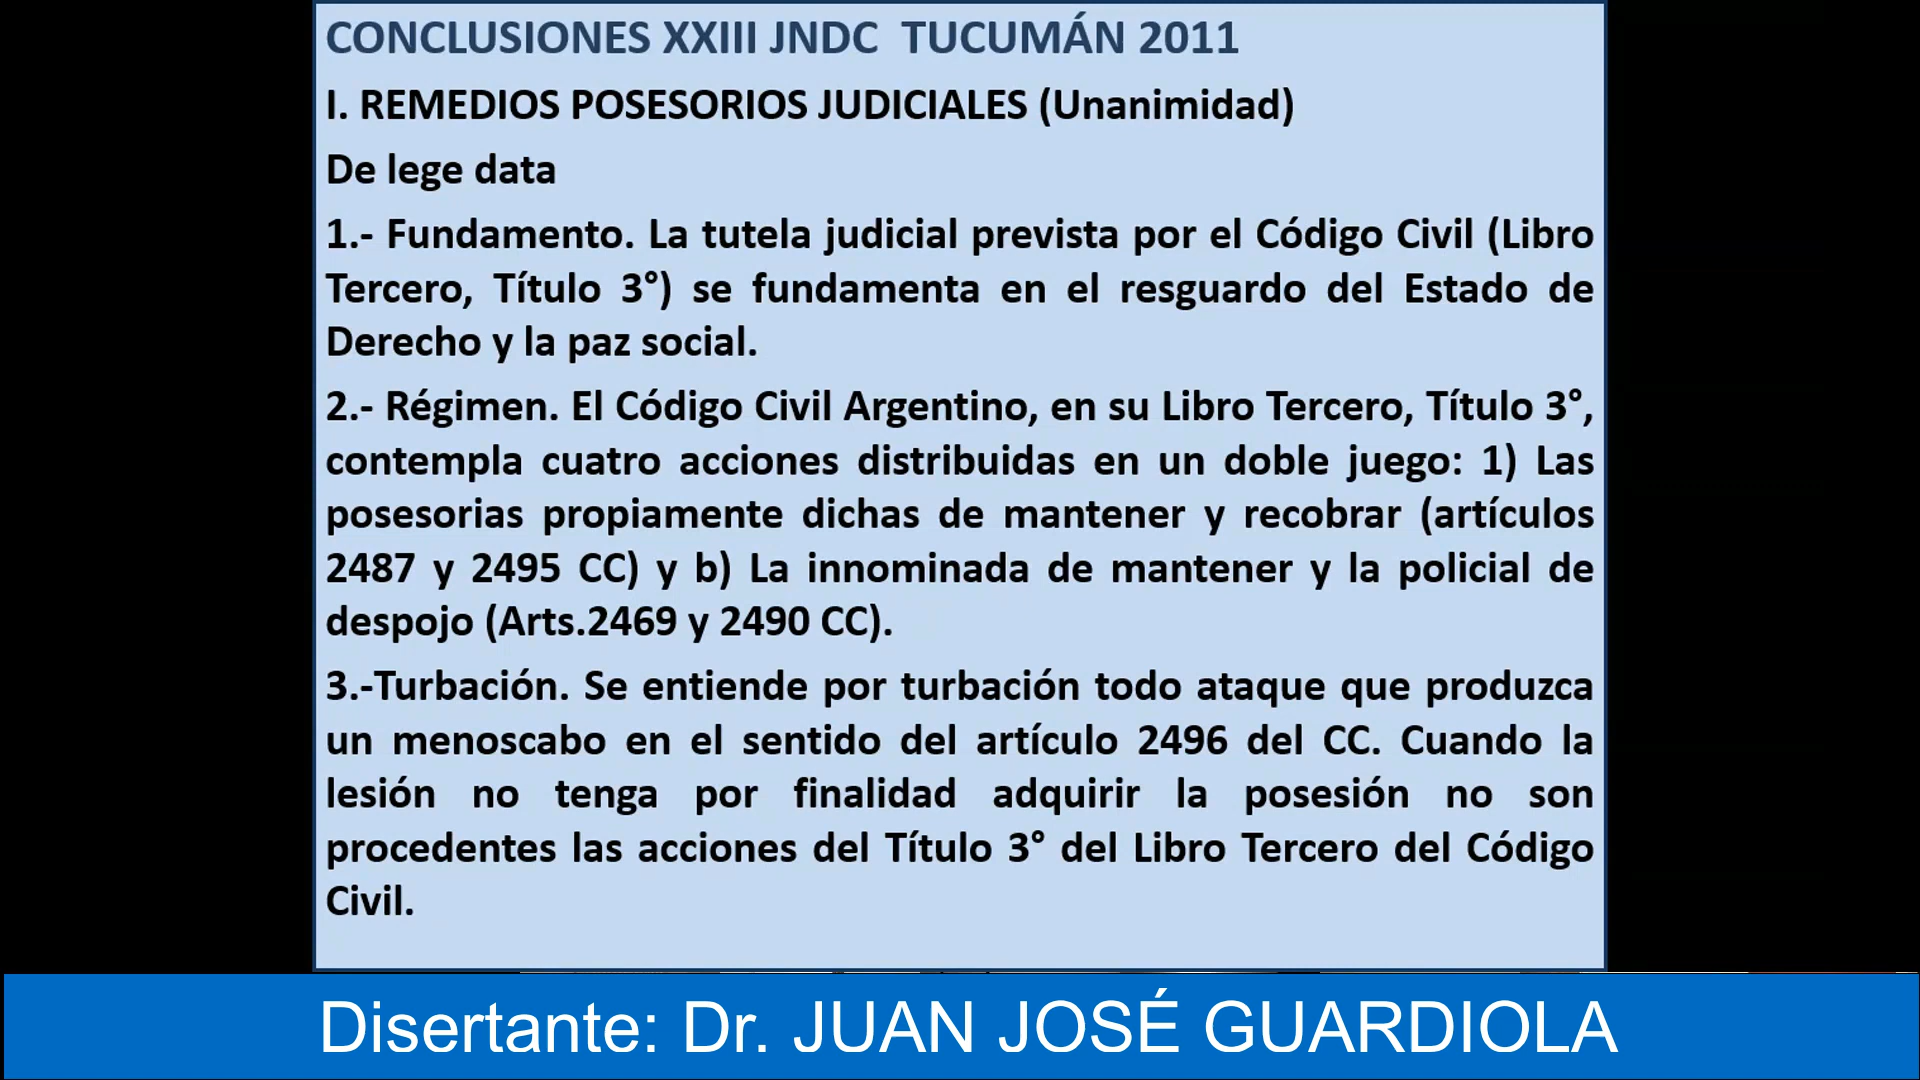 CONCLUSIONES XXIII JNDC TUCUMÁN 2011
I. REMEDIOS POSESORIOS JUDICIALES (Unanimidad)
De lege data
1.- Fundamento. La tutela judicial prevista por el Código Civil (Libro
Tercero, Título 3°) se fundamenta en el resguardo del Estado de
Derecho y la paz social.
2.- Régimen. El Código Civil Argentino, en su Libro Tercero, Título 3°,
contempla cuatro acciones distribuidas en un doble juego: 1) Las
posesorias propiamente dichas de mantener y recobrar (artículos
2487 y 2495 CC) y b) La innominada de mantener y la policial de
despojo (Arts.2469 y 2490 CC).
3.-Turbación. Se entiende por turbación todo ataque que produzca
un menoscabo en el sentido del artículo 2496 del CC. Cuando la
lesión no tenga por finalidad adquirir la posesión no son
procedentes las acciones del Título 3° del Libro Tercero del Código
Civil.
Disertante: Dr. JUAN JOSÉ GUARDIOLA